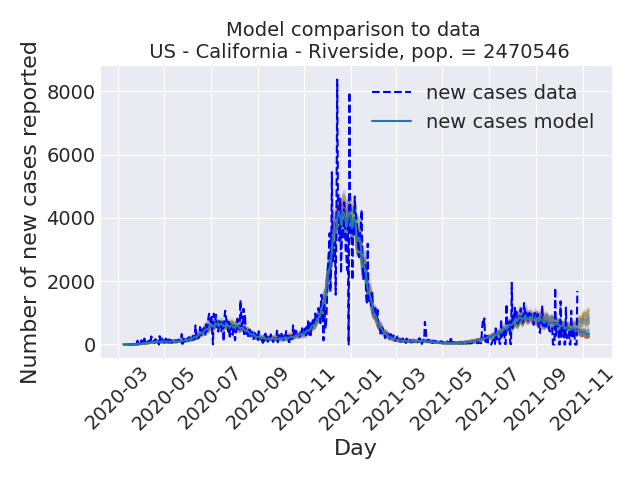 Model comparison to data
US - California - Riverside, pop. = 2470546
Number of new cases reported
8000
6000
4000
2000
0
new cases data
new cases model
2020-03
2020-05
2020-07
2020-09
2020-11
2021-01
2021-03
2021-05
2021-07
2021-09
2021-11
Day